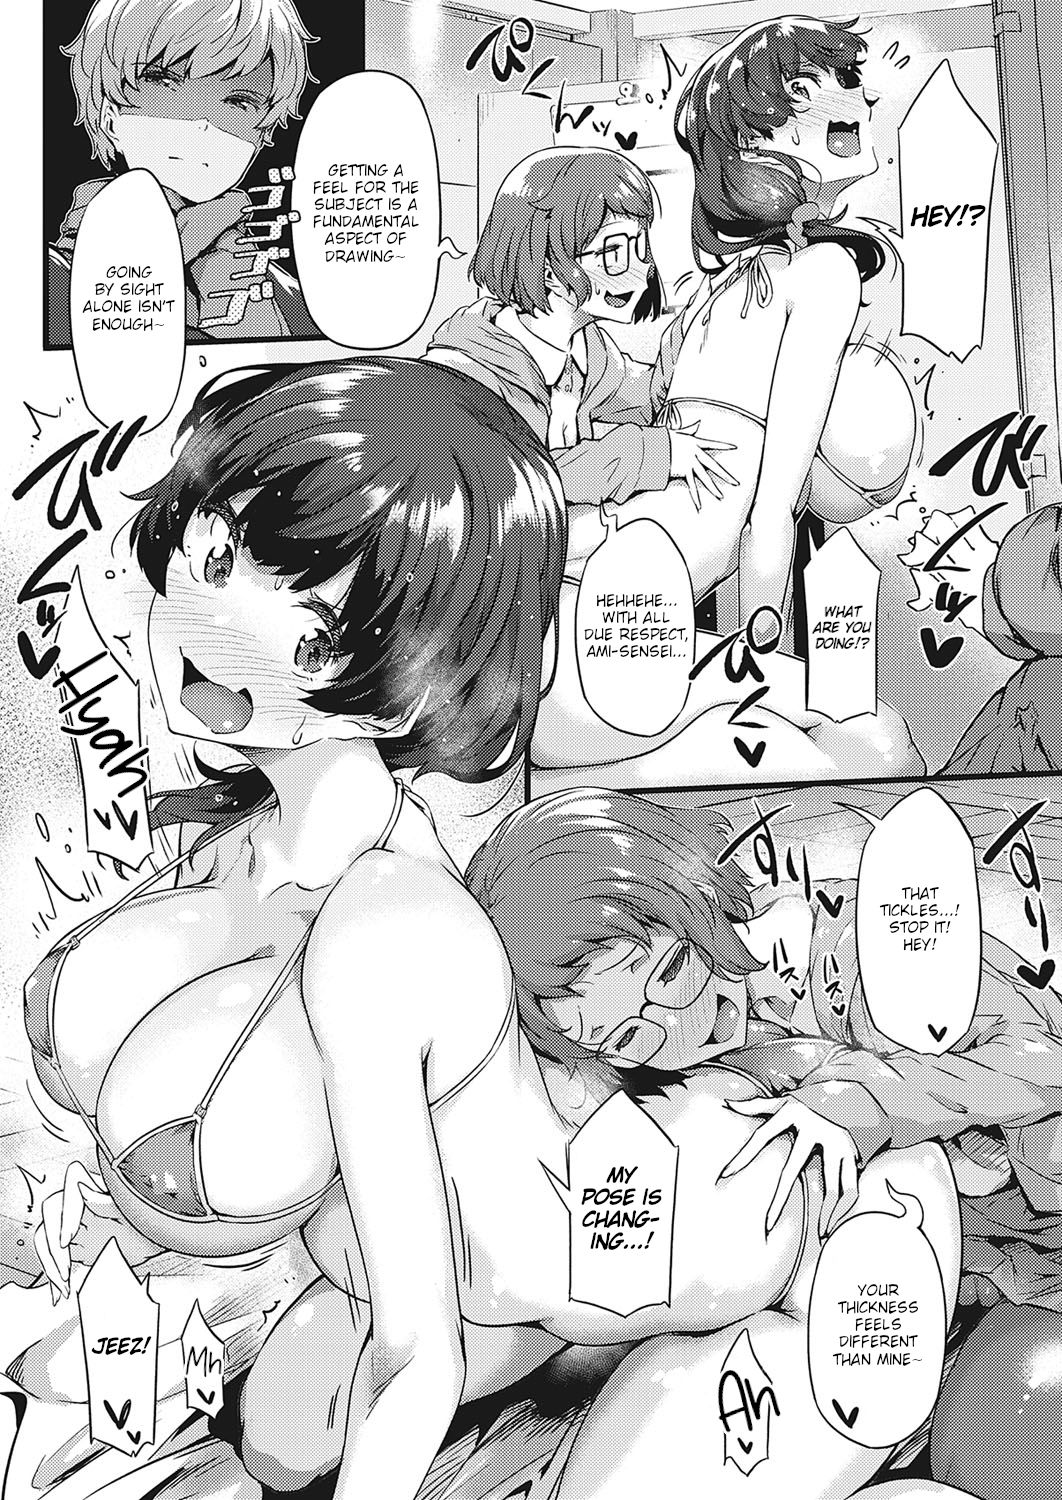 HEY!?
WHAT
ARE YOU
DOING!?
HEHHEHE...
WITH ALL
DUE RESPECT,
AMI-SENSEI...
GETTING A
FEEL FOR THE
SUBJECT IS A
FUNDAMENTAL
ASPECT OF
DRAWING~
GOING
BY SIGHT
ALONE ISN'T
ENOUGH~
Hyah
THAT
TICKLES...!
STOP IT!
HEY!
MY
POSE IS
CHANG-
ING...!
YOUR
THICKNESS
FEELS
DIFFERENT
THAN MINE~
Ah
Mh
JEEZ!